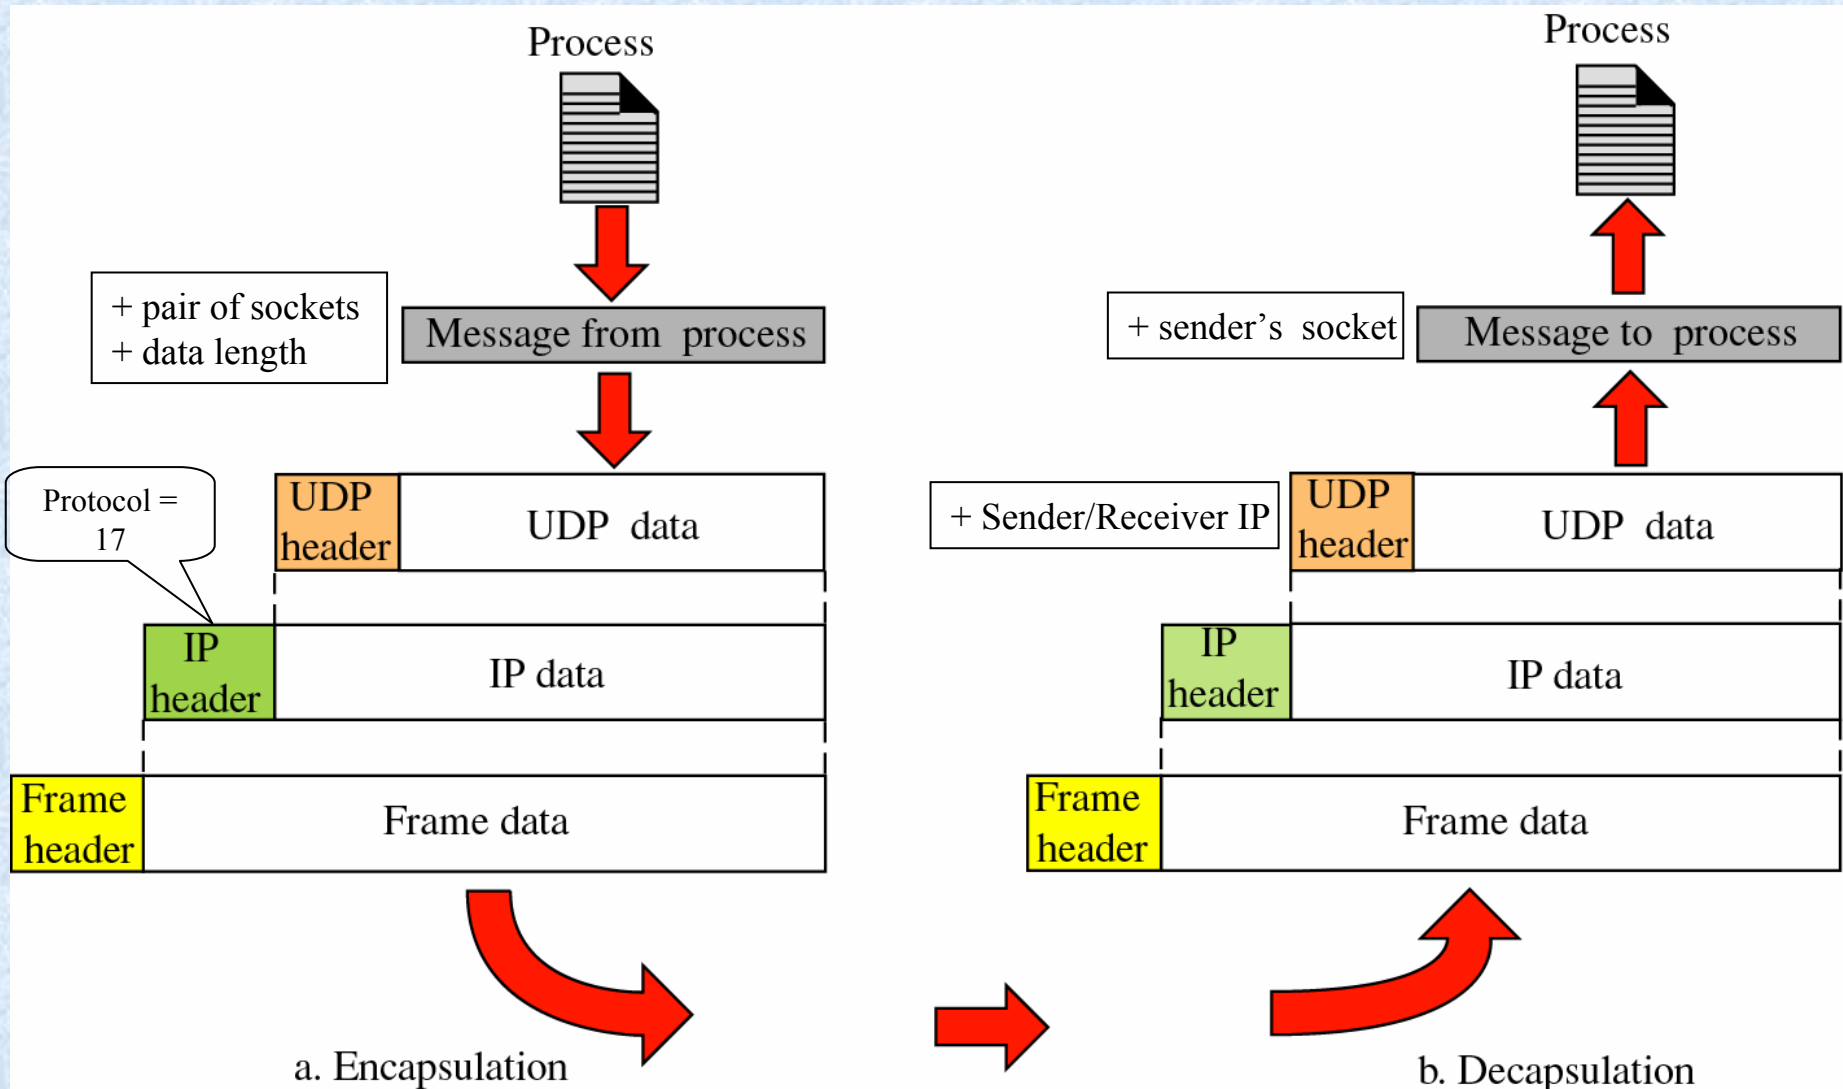 Process
+ pair of sockets
+ data length
Message from process
Protocol =
17
UDP
header
UDP data
IP
header
IP data
Frame
header
Frame data
a. Encapsulation
Process
+ sender's socket
Message to process
+ Sender/Receiver IP
UDP
header
UDP data
IP
header
IP data
Frame
header
Frame data
b. Decapsulation